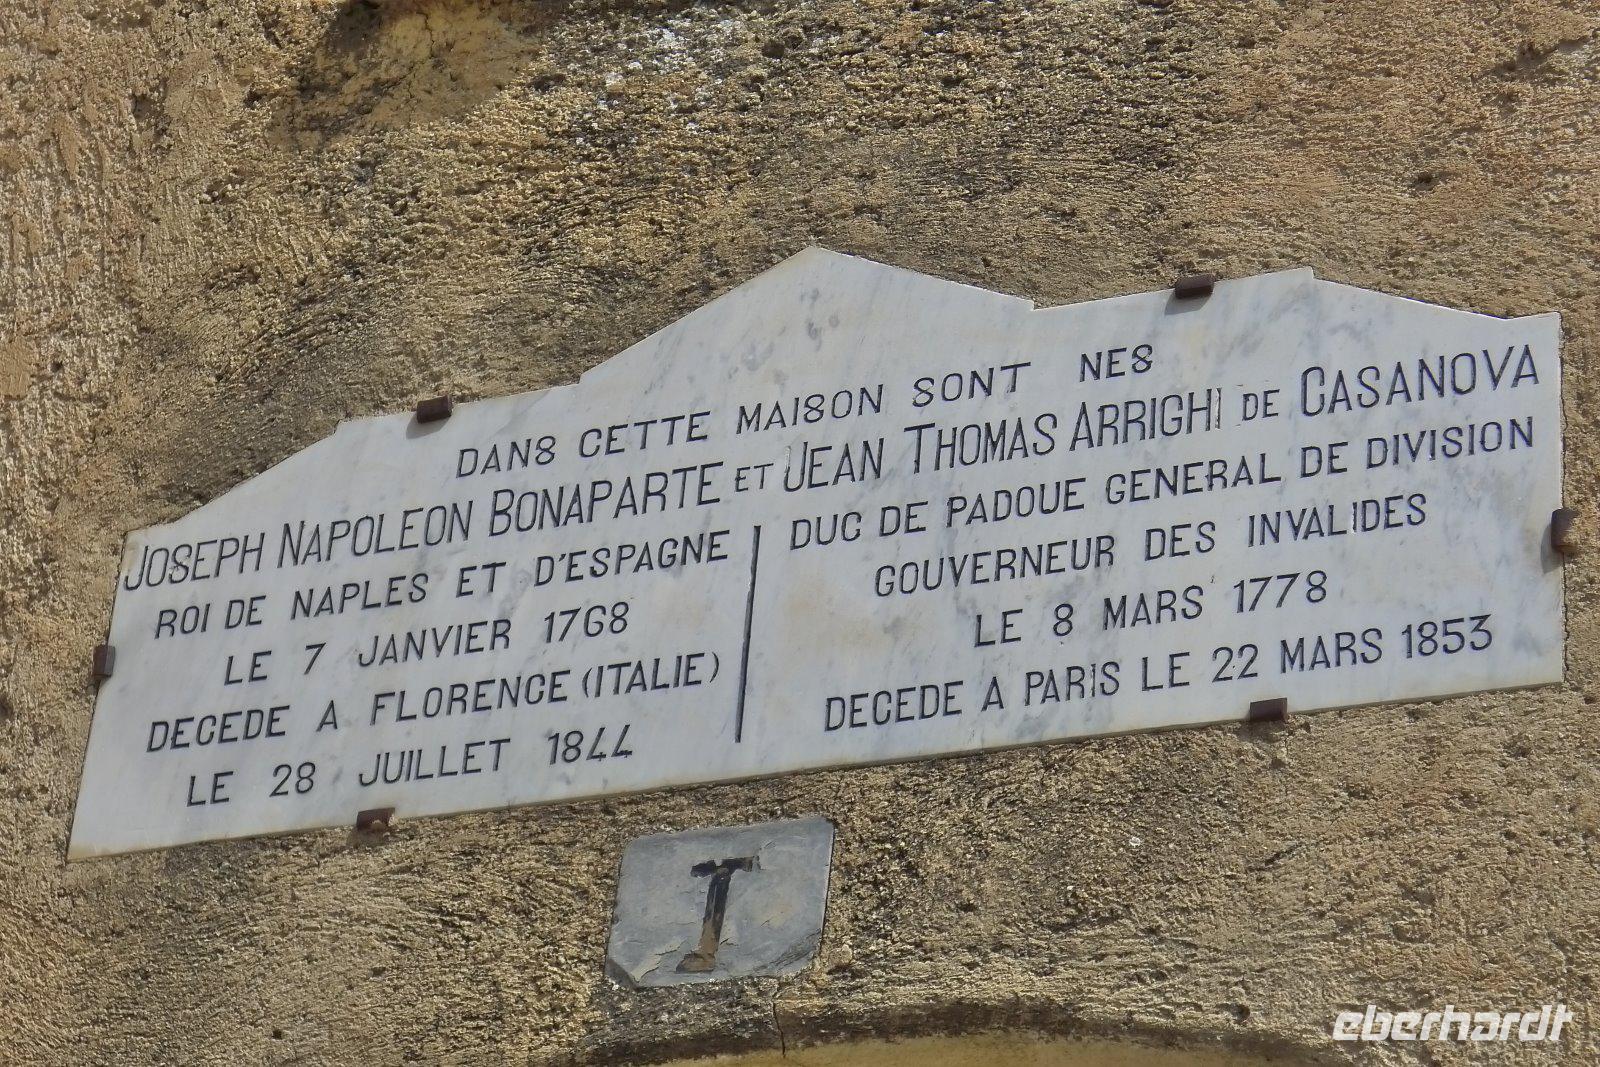 DANS CETTE MAISON SONT NES
JOSEPH NAPOLEON BONAPARTE ET JEAN THOMAS ARRIGHI DE CASANOVA
ROI DE NAPLES ET D'ESPAGNE
LE 7 JANVIER 1768
DECEDE A FLORENCE (ITALIE)
LE 28 JUILLET 1844
DUC DE PADOUE GENERAL DE DIVISION
GOUVERNEUR DES INVALIDES
LE 8 MARS 1778
DECEDE A PARIS LE 22 MARS 1853
1
eberhardt